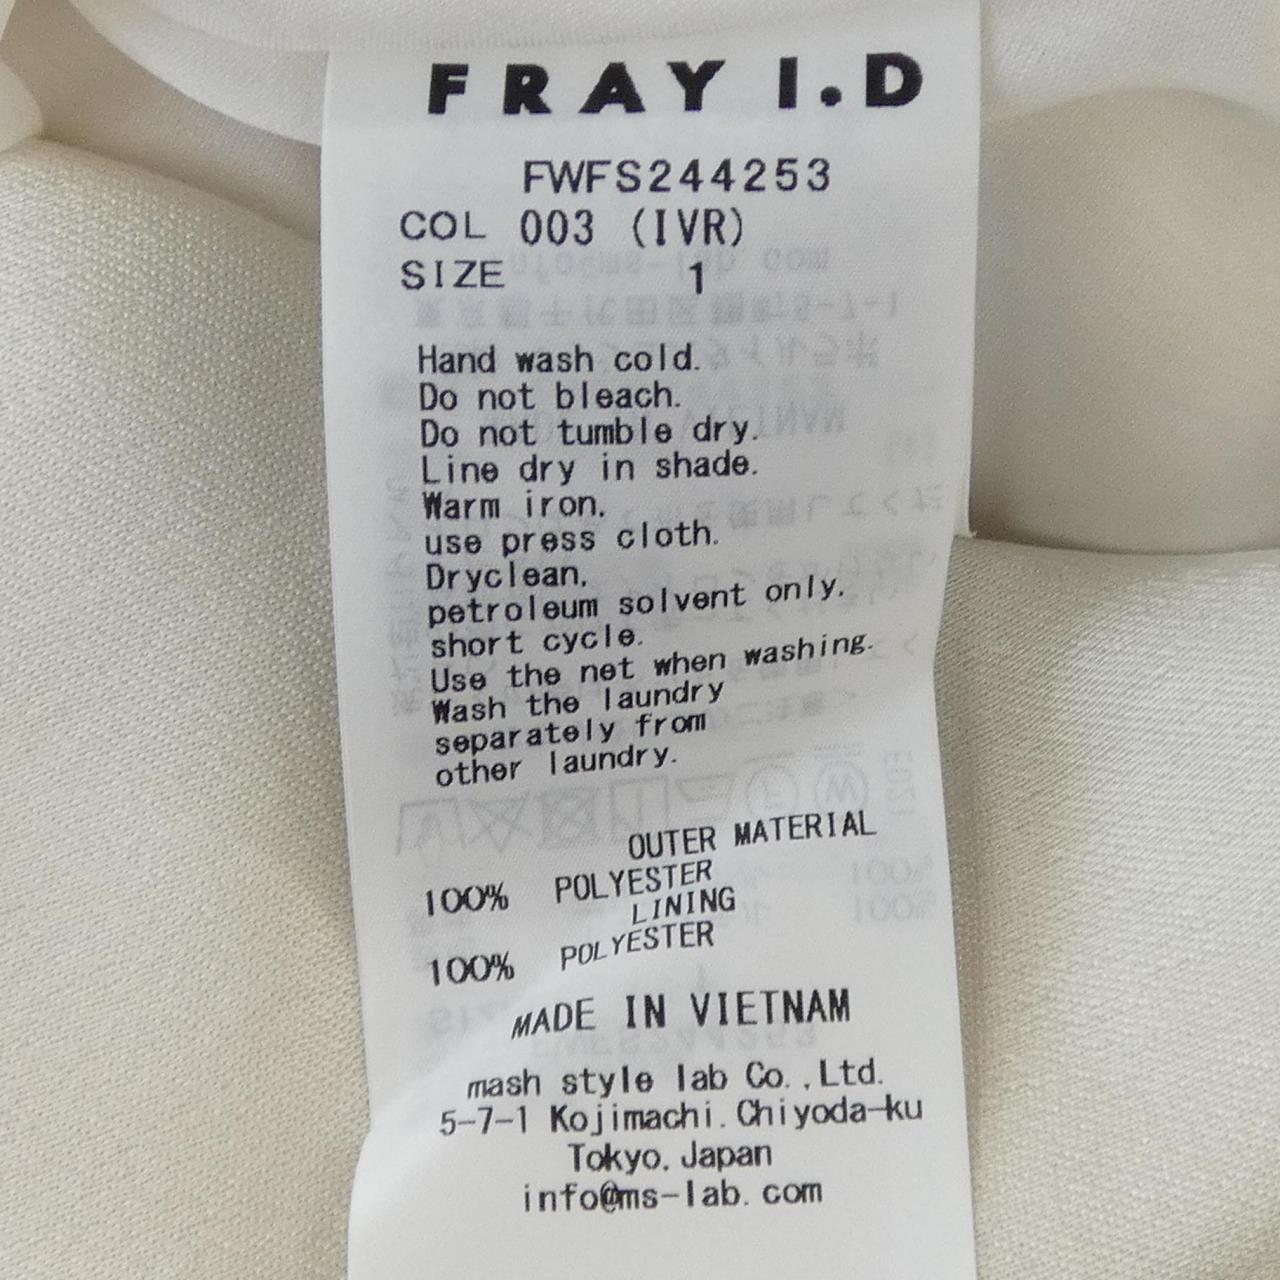 FRAY I.D
FWFS244253
COL 003 (IVR)
SIZE 1
Hand wash cold.
Do not bleach.
Do not tumble dry.
Line dry in shade.
Warm iron.
use press cloth.
Dryclean.
petroleum solvent only.
short cycle.
Use the net when washing.
Wash the laundry
separately from
other laundry.
OUTER MATERIAL
100% POLYESTER
LINING
100% POLYESTER
MADE IN VIETNAM
mash style lab Co.,Ltd.
5-7-1 Kojimachi.Chiyoda-ku
Tokyo.Japan
info@ms-lab.com